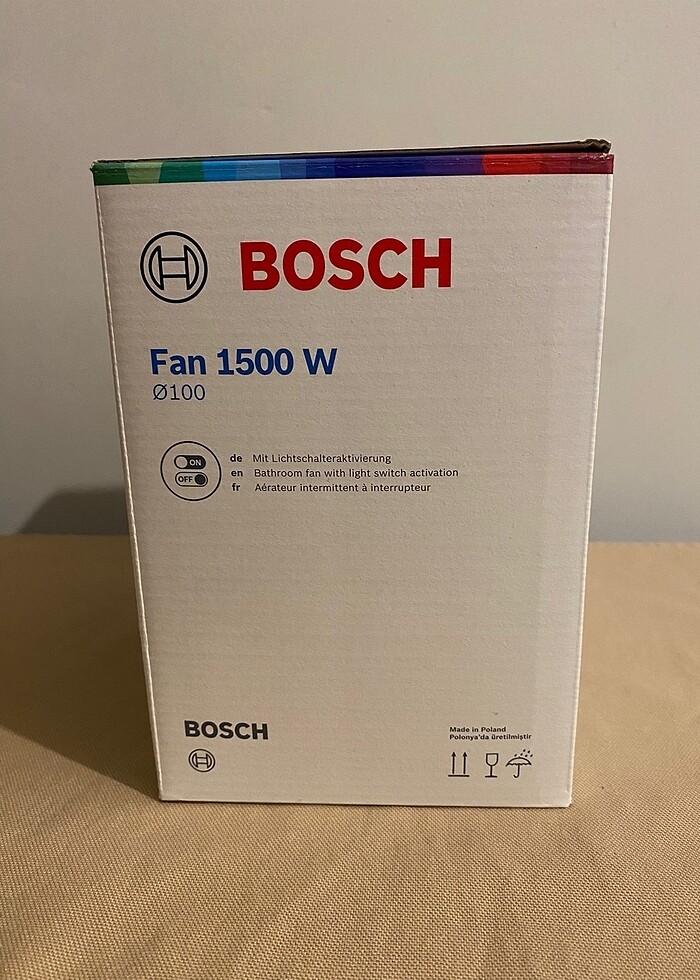 BOSCH
Fan 1500 W
Ø100
ON
OFF
de Mit Lichtschalteraktivierung
en Bathroom fan with light switch activation
fr Aérateur intermittent à interrupteur
BOSCH
Made in Poland
Polonya'da üretilmiştir